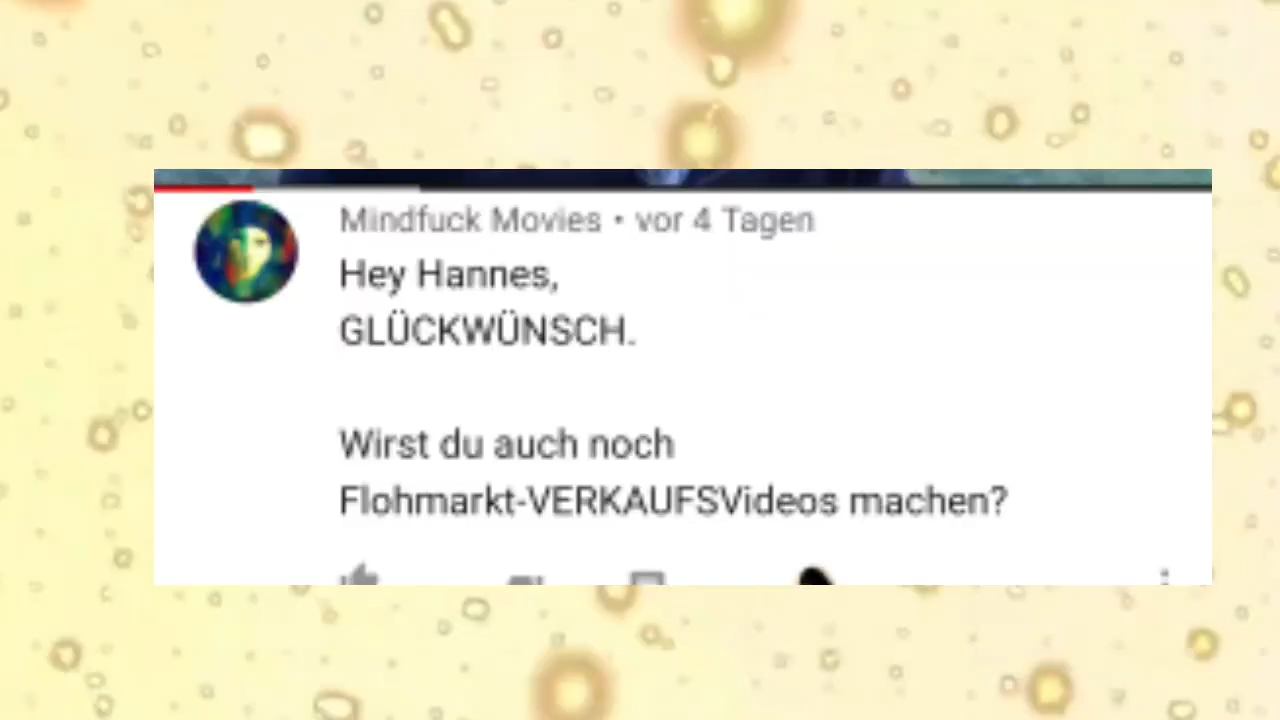 Mindfuck Movies • vor 4 Tagen
Hey Hannes,
GLÜCKWÜNSCH.
Wirst du auch noch
Flohmarkt-VERKAUFSVideos machen?